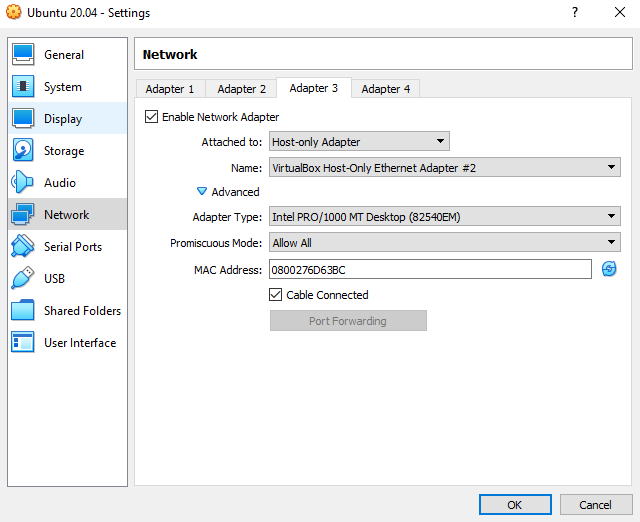 Ubuntu 20.04 - Settings
?
General
System
Display
Storage
Audio
Network
Serial Ports
USB
Shared Folders
User Interface
Network
Adapter 1
Adapter 2
Adapter 3
Adapter 4
Enable Network Adapter
Attached to: Host-only Adapter
Name: VirtualBox Host-Only Ethernet Adapter #2
Advanced
Adapter Type: Intel PRO/1000 MT Desktop (82540EM)
Promiscuous Mode: Allow All
MAC Address: 0800276D63BC
Cable Connected
Port Forwarding
OK
Cancel